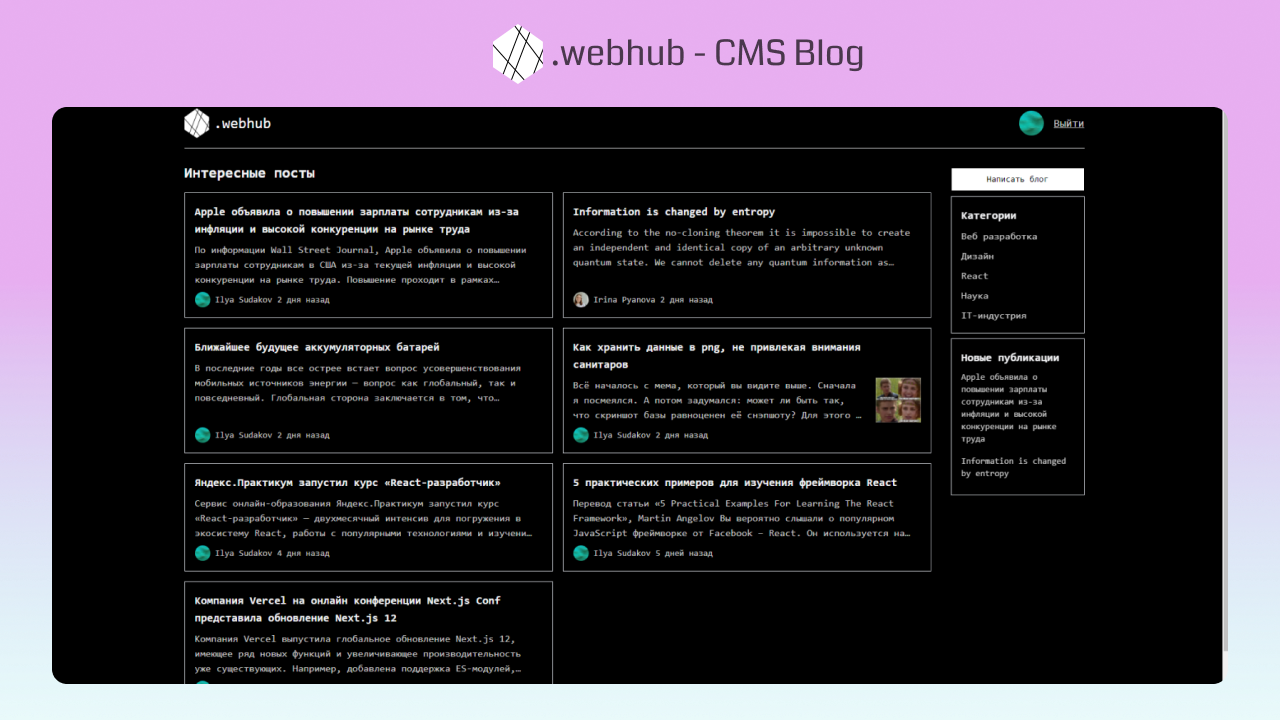 .webhub - CMS Blog
.webhub
Выйти
Интересные посты
Apple объявила о повышении зарплаты сотрудникам из-за
инфляции и высокой конкуренции на рынке труда
По информации Wall Street Journal, Apple объявила о повышении
зарплаты сотрудникам в США из-за текущей инфляции и высокой
конкуренции на рынке труда. Повышение проходит в рамках…
Ilya Sudakov 2 дня назад
Information is changed by entropy
According to the no-cloning theorem it is impossible to create
an independent and identical copy of an arbitrary unknown
quantum state. We cannot delete any quantum information as…
Irina Pyanova 2 дня назад
Ближайшее будущее аккумуляторных батарей
В последние годы все острее встает вопрос усовершенствования
мобильных источников энергии — вопрос как глобальный, так и
повседневный. Глобальная сторона заключается в том, что…
Ilya Sudakov 2 дня назад
Как хранить данные в png, не привлекая внимания
санитаров
Всё началось с мема, который вы видите выше. Сначала
я посмеялся. А потом задумался: может ли быть так,
что скриншот базы равноценен её снэпшоту? Для этого …
Ilya Sudakov 2 дня назад
Яндекс.Практикум запустил курс «React-разработчик»
Сервис онлайн-образования Яндекс.Практикум запустил курс
«React-разработчик» — двухмесячный интенсив для погружения в
экосистему React, работы с популярными технологиями и изучени…
Ilya Sudakov 4 дня назад
5 практических примеров для изучения фреймворка React
Перевод статьи «5 Practical Examples For Learning The React
Framework», Martin Angelov Вы вероятно слышали о популярном
JavaScript фреймворке от Facebook – React. Он используется на…
Ilya Sudakov 5 дней назад
Компания Vercel на онлайн конференции Next.js Conf
представила обновление Next.js 12
Компания Vercel выпустила глобальное обновление Next.js 12,
имеющее ряд новых функций и увеличивающее производительность
уже существующих. Например, добавлена поддержка ES-модулей,…
Написать блог
Категории
Веб разработка
Дизайн
React
Наука
IT-индустрия
Новые публикации
Apple объявила о
повышении зарплаты
сотрудникам из-за
инфляции и высокой
конкуренции на рынке
труда
Information is changed
by entropy